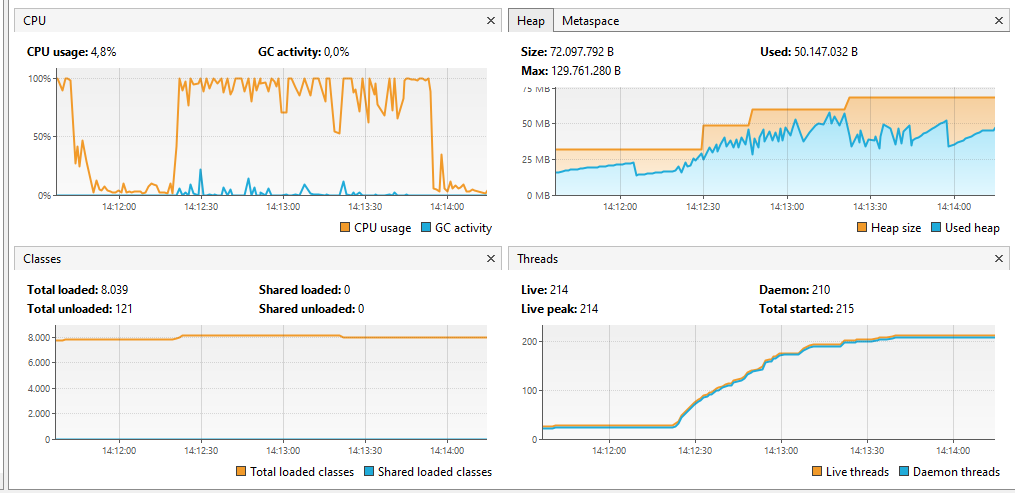 CPU ×
CPU usage: 4,8% GC activity: 0,0%
100%
50%
0%
14:12:00 14:12:30 14:13:00 14:13:30 14:14:00
CPU usage GC activity
Heap Metaspace ×
Size: 72.097.792 B Used: 50.147.032 B
Max: 129.761.280 B
75 MB
50 MB
25 MB
0 MB
14:12:00 14:12:30 14:13:00 14:13:30 14:14:00
Heap size Used heap
Classes ×
Total loaded: 8.039 Shared loaded: 0
Total unloaded: 121 Shared unloaded: 0
8.000
6.000
4.000
2.000
0
14:12:00 14:12:30 14:13:00 14:13:30 14:14:00
Total loaded classes Shared loaded classes
Threads ×
Live: 214 Daemon: 210
Live peak: 214 Total started: 215
200
100
0
14:12:00 14:12:30 14:13:00 14:13:30 14:14:00
Live threads Daemon threads